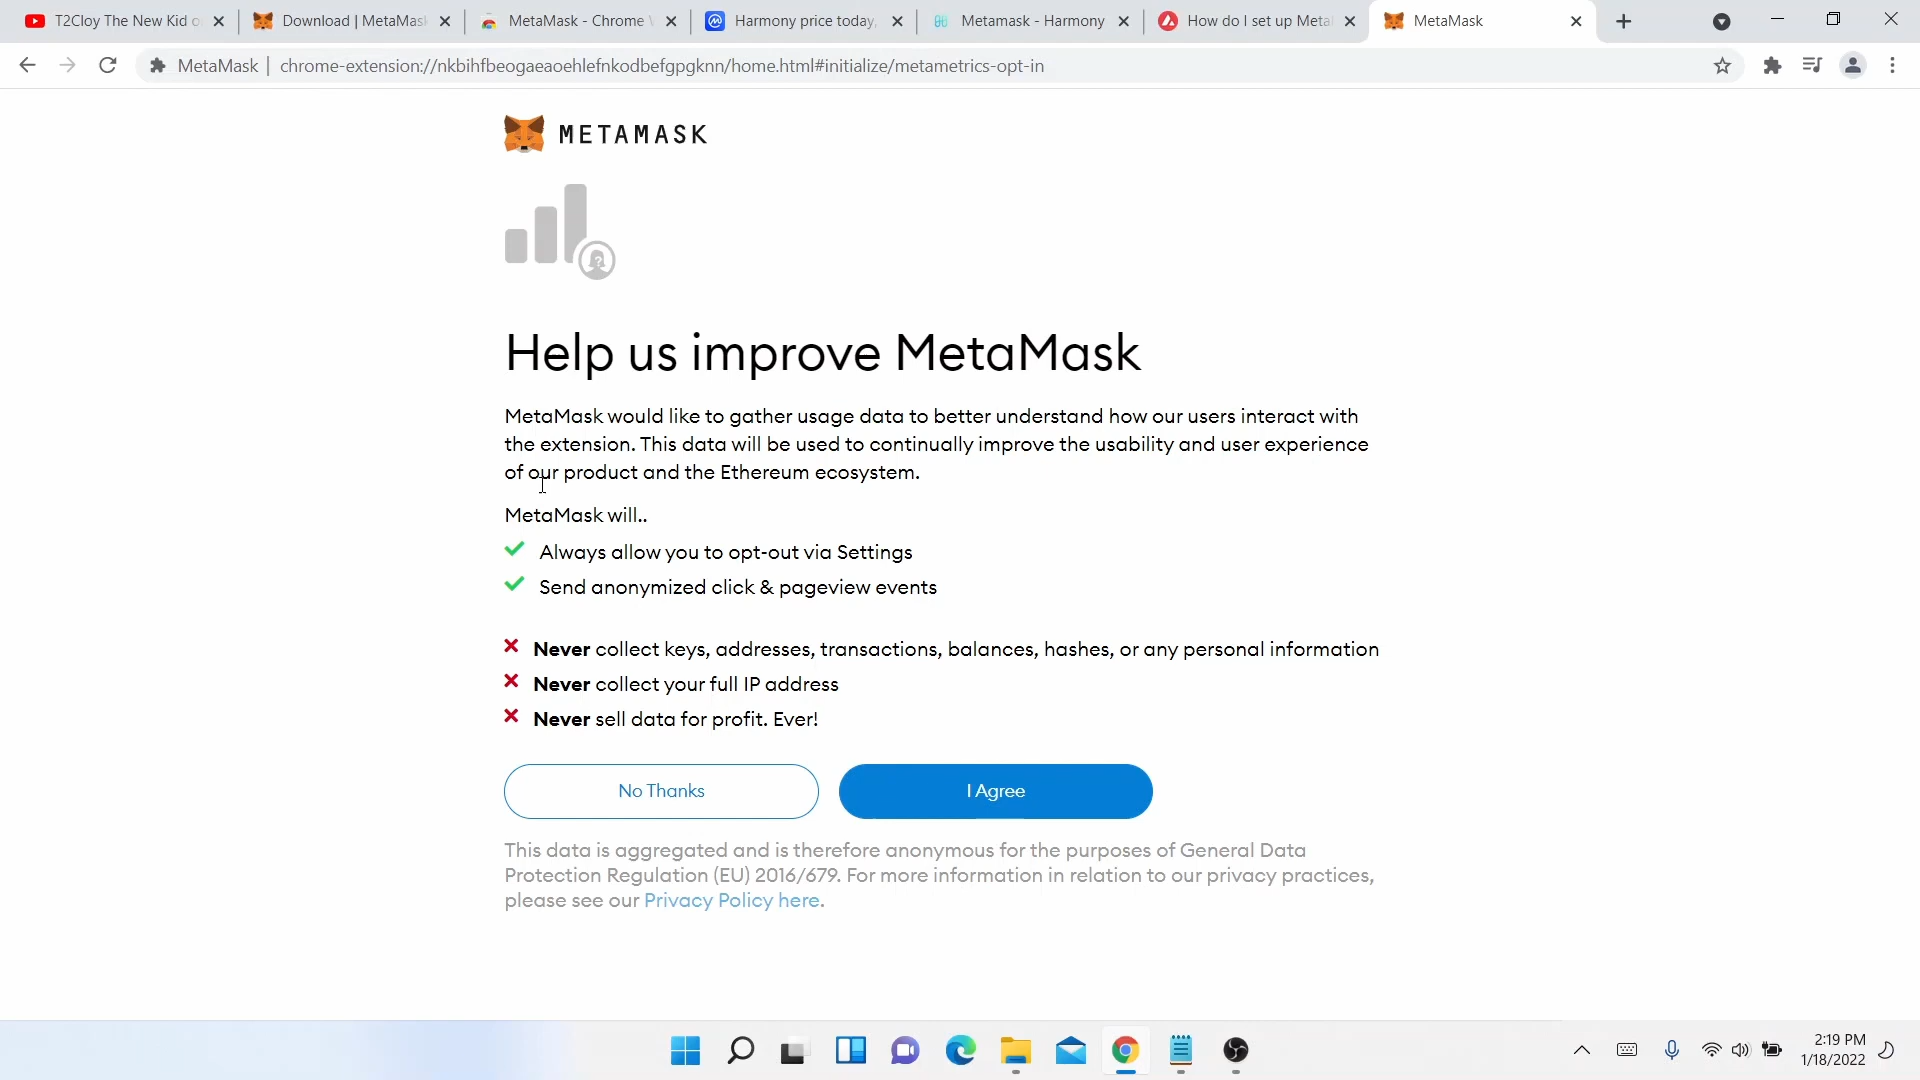 T2Cloy The New Kid o
Download | MetaMask
MetaMask - Chrome
Harmony price today,
Metamask - Harmony
How do I set up Meta
MetaMask
MetaMask | chrome-extension://nkbihfbeogaeaoehlefnkodbefgpgknn/home.html#initialize/metametrics-opt-in
METAMASK
Help us improve MetaMask
MetaMask would like to gather usage data to better understand how our users interact with
the extension. This data will be used to continually improve the usability and user experience
of our product and the Ethereum ecosystem.
MetaMask will..
Always allow you to opt-out via Settings
Send anonymized click & pageview events
Never collect keys, addresses, transactions, balances, hashes, or any personal information
Never collect your full IP address
Never sell data for profit. Ever!
No Thanks
I Agree
This data is aggregated and is therefore anonymous for the purposes of General Data
Protection Regulation (EU) 2016/679. For more information in relation to our privacy practices,
please see our Privacy Policy here.
2:19 PM
1/18/2022